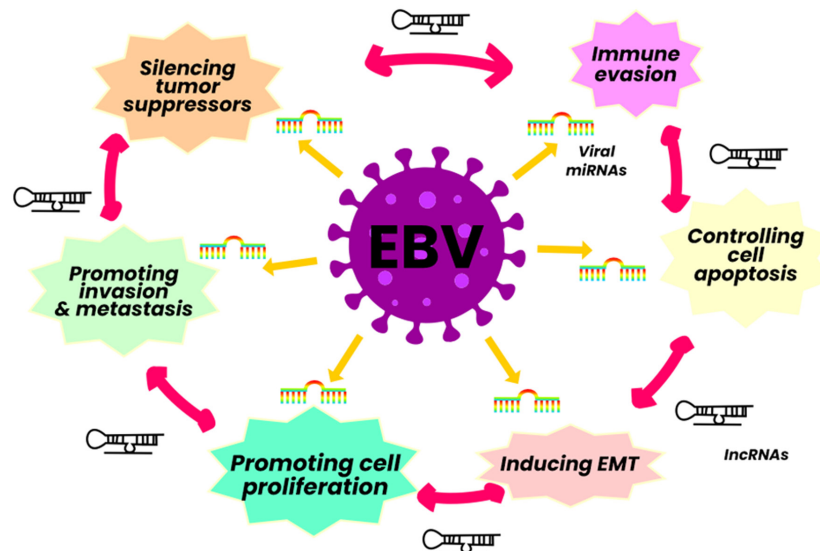 Silencing
tumor
suppressors
Immune
evasion
Viral
miRNAs
EBV
Controlling
cell
apoptosis
Promoting
invasion
& metastasis
Promoting cell
proliferation
Inducing EMT
lncRNAs